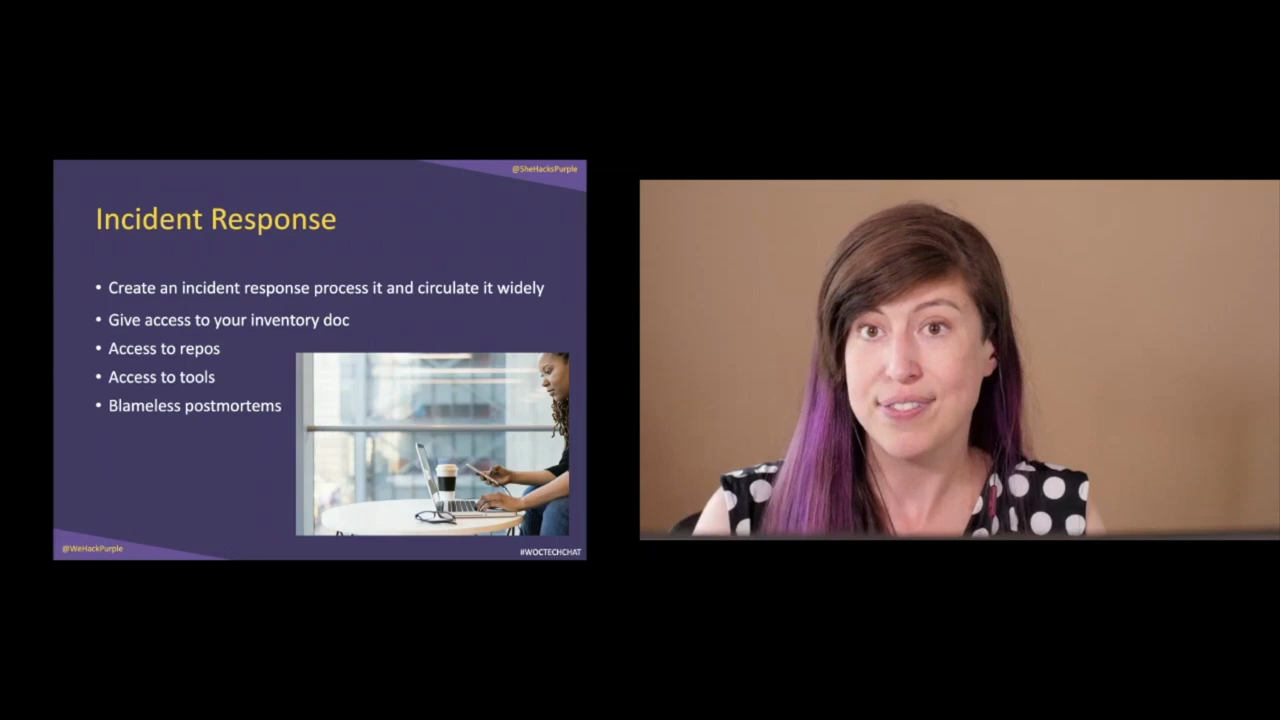 @SheHacksPurple
Incident Response
• Create an incident response process it and circulate it widely
• Give access to your inventory doc
• Access to repos
• Access to tools
• Blameless postmortems
@WeHackPurple
#WOCTECHCHAT